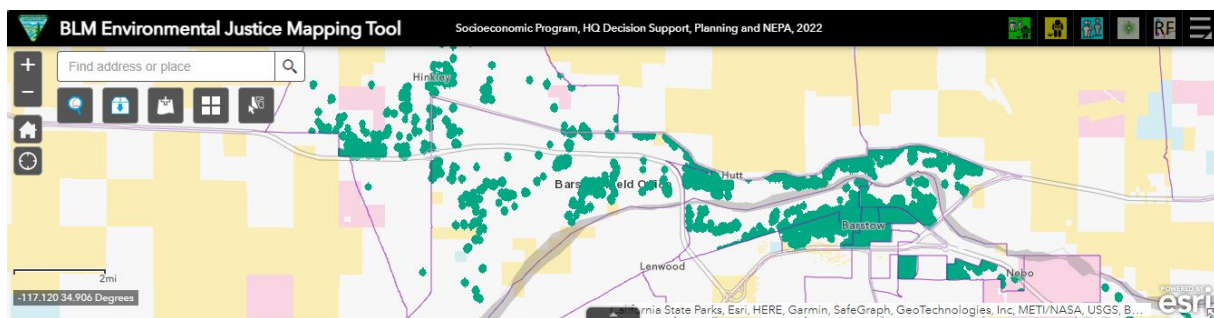 BLM Environmental Justice Mapping Tool
Socioeconomic Program, HQ Decision Support, Planning and NEPA, 2022
RF
+
Find address or place
−
Hinkley
Hutt
Barstow Field Office
Barstow
Lenwood
Nebo
2mi
-117.120 34.906 Degrees
California State Parks, Esri, HERE, Garmin, SafeGraph, GeoTechnologies, Inc, METI/NASA, USGS, B...
POWERED BY
esri